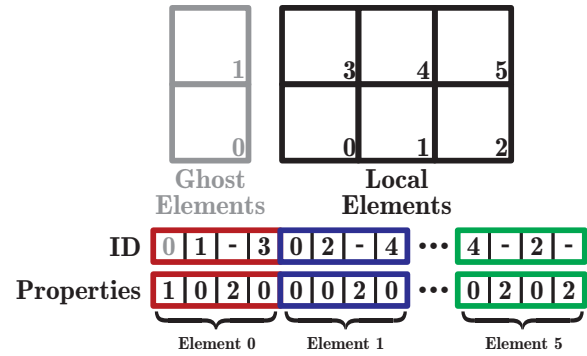 1 3 4 5
0 0 1 2
Ghost Elements Local Elements
ID 0 1 - 3 0 2 - 4 ••• 4 - 2 -
Properties 1 0 2 0 0 0 2 0 ••• 0 2 0 2
Element 0 Element 1 Element 5